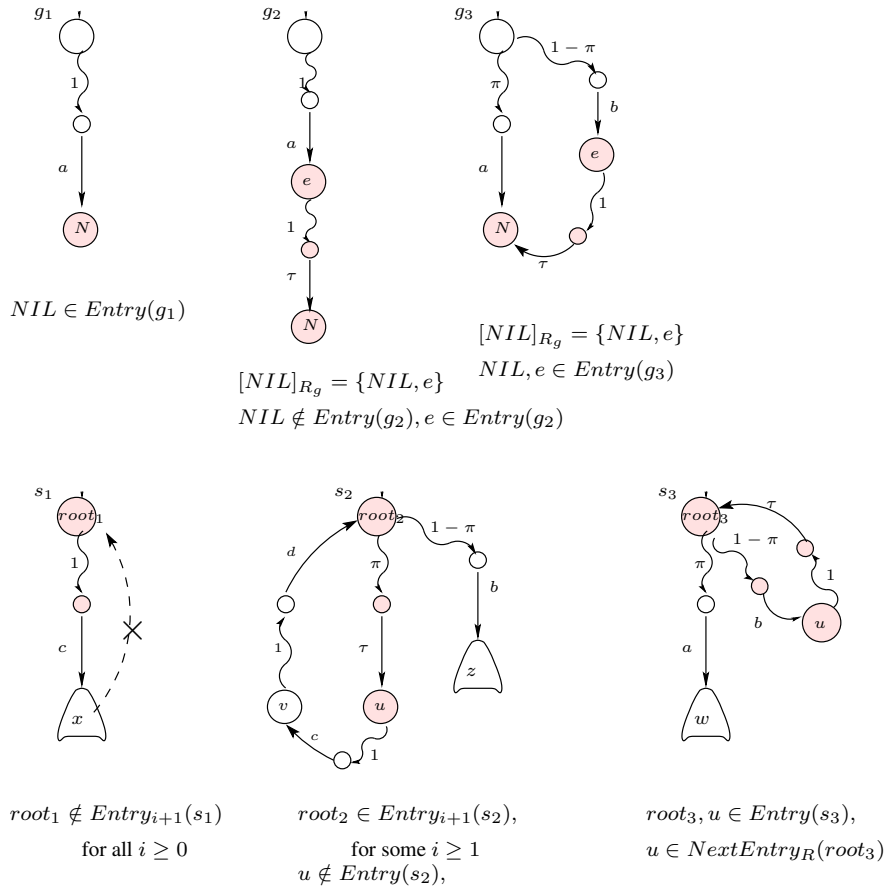 g1
1
a
N
NIL ∈ Entry(g1)
g2
1
a
e
1
τ
N
[NIL]Rg = {NIL, e}
NIL ∉ Entry(g2), e ∈ Entry(g2)
g3
1 − π
π
b
a
e
1
N
τ
[NIL]Rg = {NIL, e}
NIL, e ∈ Entry(g3)
s1
root1
1
c
x
root1 ∉ Entryi+1(s1)
for all i ≥ 0
s2
root2
1 − π
d
π
b
τ
1
z
v
u
c
1
root2 ∈ Entryi+1(s2),
for some i ≥ 1
u ∉ Entry(s2),
s3
root3
τ
1 − π
π
1
b
u
a
w
root3, u ∈ Entry(s3),
u ∈ NextEntryR(root3)